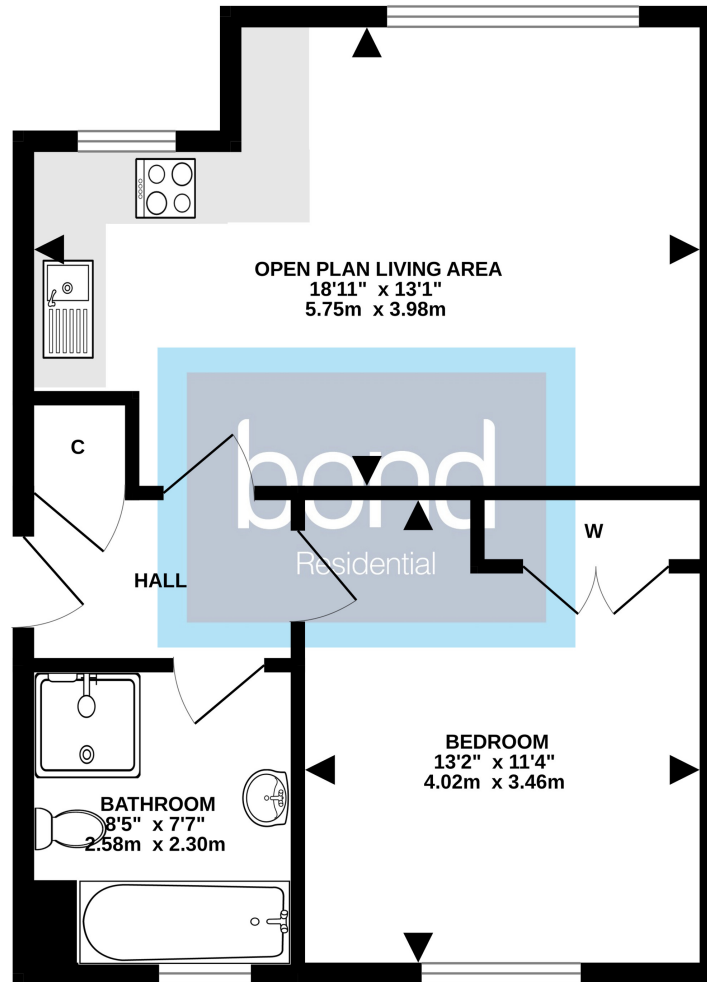 OPEN PLAN LIVING AREA
18'11" x 13'1"
5.75m x 3.98m
C
bond
Residential
W
HALL
BEDROOM
13'2" x 11'4"
4.02m x 3.46m
BATHROOM
8'5" x 7'7"
2.58m x 2.30m